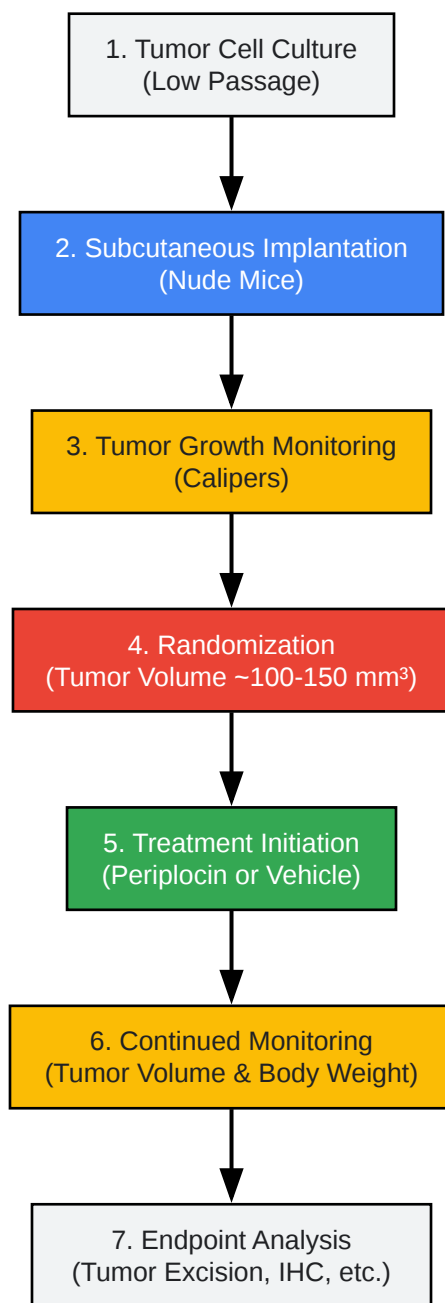 1. Tumor Cell Culture
(Low Passage)
2. Subcutaneous Implantation
(Nude Mice)
3. Tumor Growth Monitoring
(Calipers)
4. Randomization
(Tumor Volume ~100-150 mm³)
5. Treatment Initiation
(Periplocin or Vehicle)
6. Continued Monitoring
(Tumor Volume & Body Weight)
7. Endpoint Analysis
(Tumor Excision, IHC, etc.)